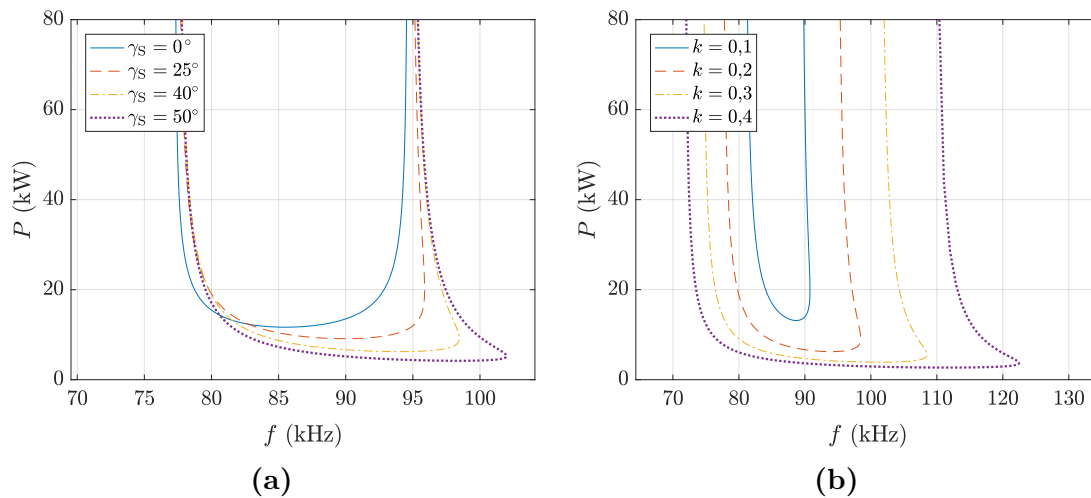 80
60
40
20
0
P (kW)
γS = 0°
γS = 25°
γS = 40°
γS = 50°
70 75 80 85 90 95 100
f (kHz)
(a)
80
60
40
20
0
P (kW)
k = 0,1
k = 0,2
k = 0,3
k = 0,4
70 80 90 100 110 120 130
f (kHz)
(b)